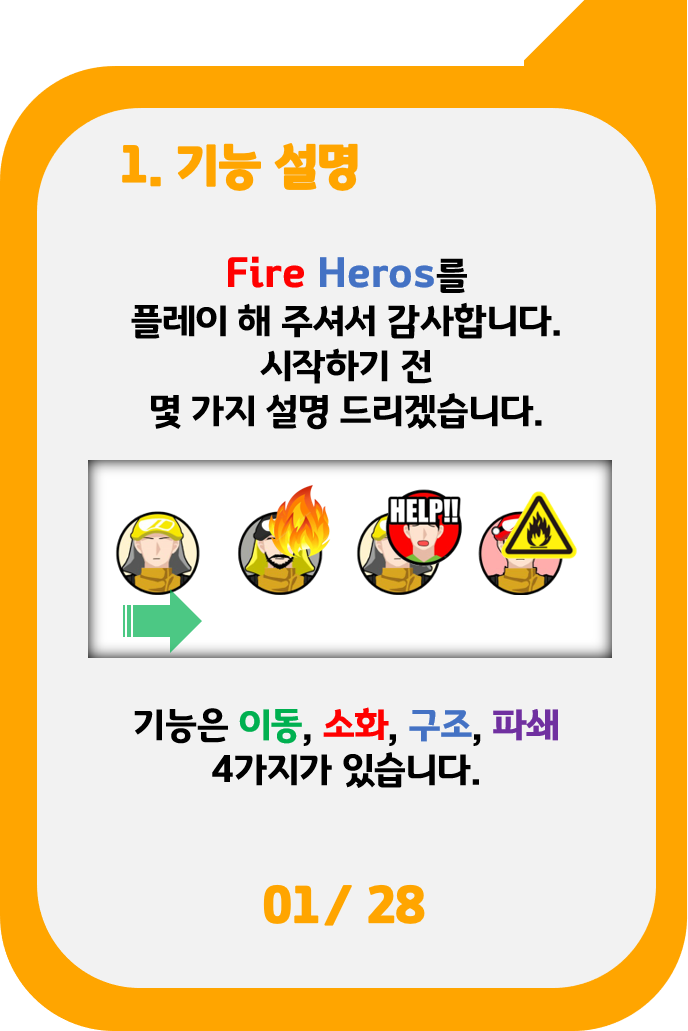 1. 기능 설명
Fire Heros를
플레이 해 주셔서 감사합니다.
시작하기 전
몇 가지 설명 드리겠습니다.
HELP!!
기능은 이동, 소화, 구조, 파쇄
4가지가 있습니다.
01/ 28